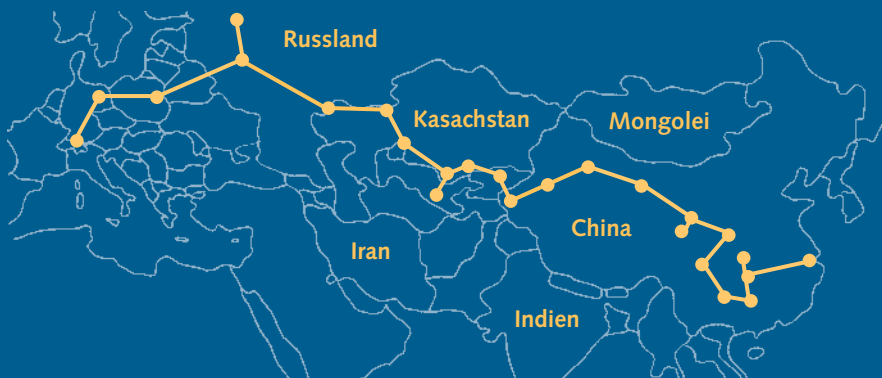 Russland
Kasachstan
Mongolei
China
Iran
Indien